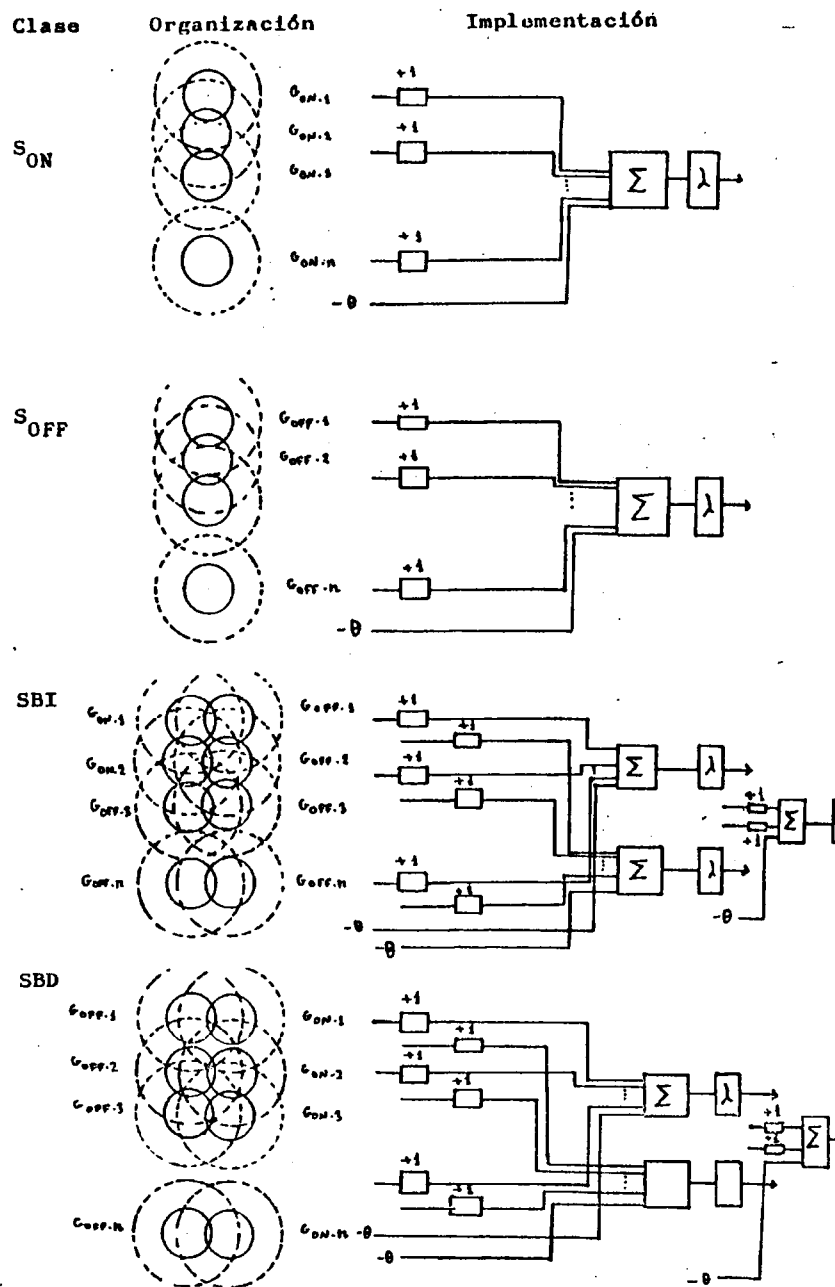 Clase Organización Implementación
S_ON
G_ON.1 +1
G_ON.2 +1
G_ON.3
Σ λ
G_ON.n +1
-θ
S_OFF
G_OFF.1 +1
G_OFF.2 +1
Σ λ
G_OFF.n +1
-θ
SBI
G_ON.1 G_OFF.1 +1
+1
G_ON.2 G_OFF.2 +1
Σ λ
G_OFF.3 G_OFF.3 +1
+1 Σ
+1
G_OFF.n G_OFF.n +1
Σ λ
+1
-θ
-θ
-θ
SBD
G_OFF.1 G_ON.1 +1
+1
G_OFF.2 G_ON.2 +1
+1
Σ λ
G_OFF.3 G_ON.3
+1
+1 Σ
+1
+1
G_OFF.n G_ON.n -θ
-θ
-θ